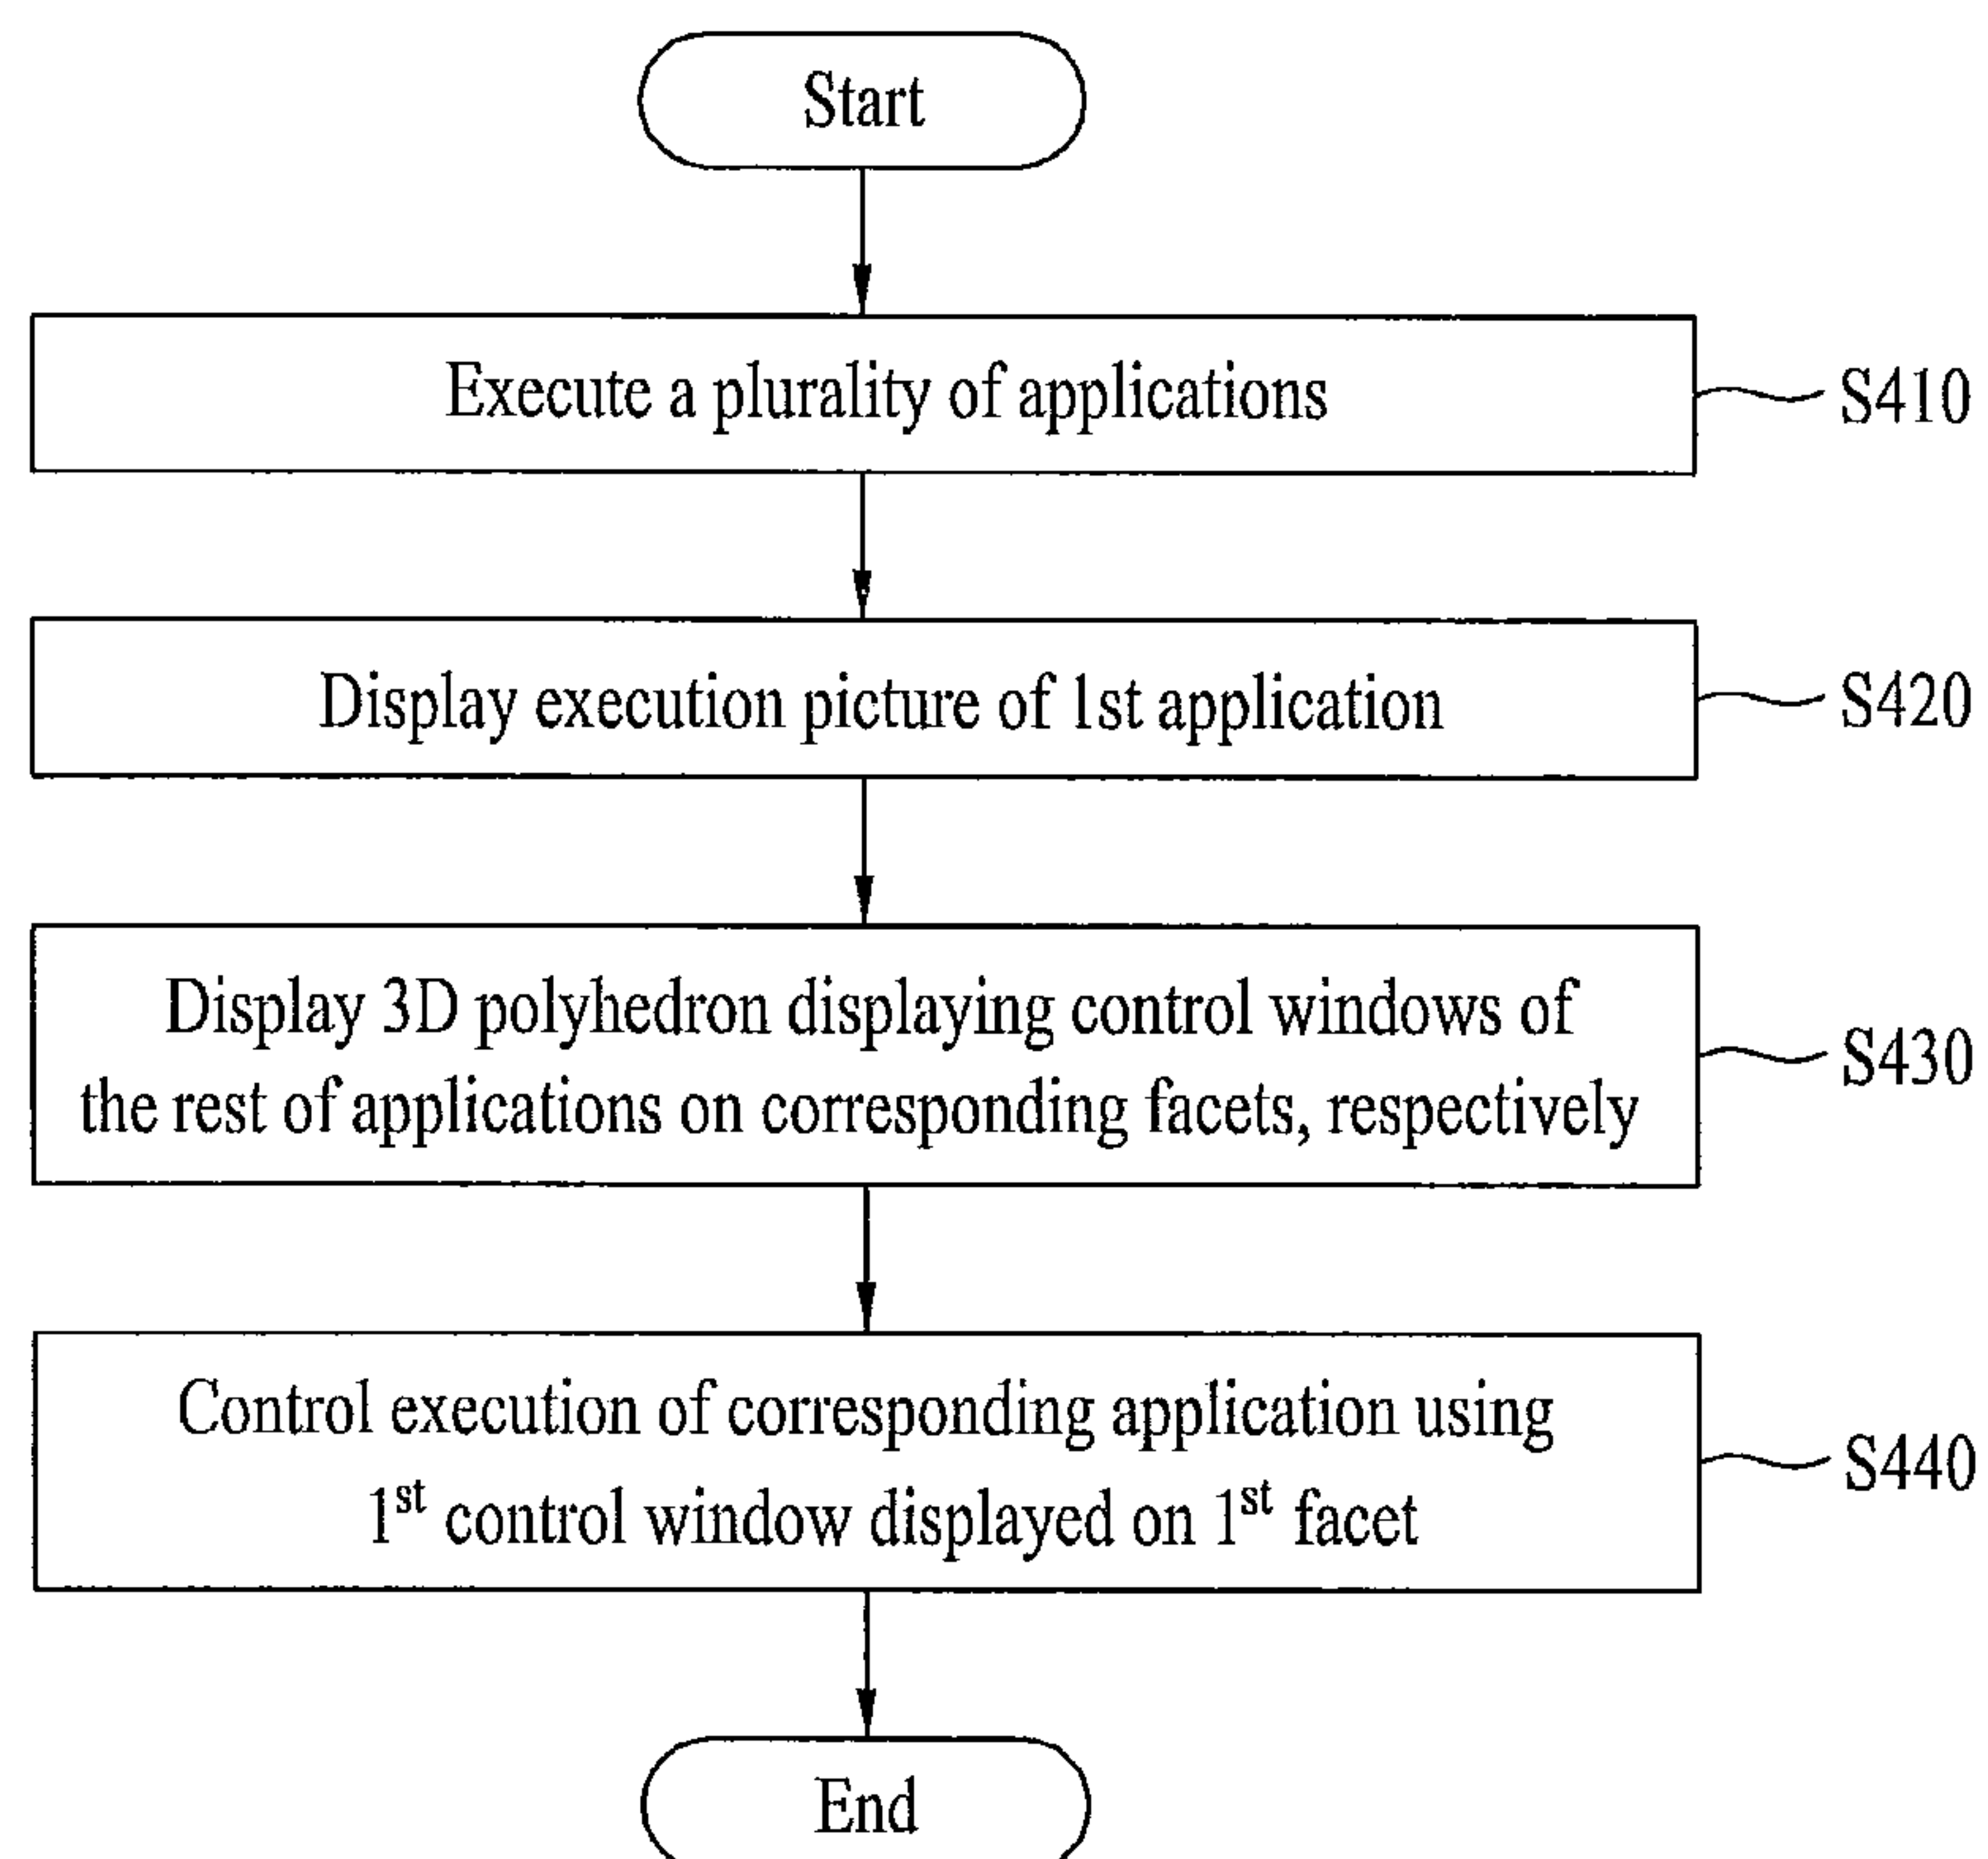 Start
Execute a plurality of applications
S410
Display execution picture of 1st application
S420
Display 3D polyhedron displaying control windows of
the rest of applications on corresponding facets, respectively
S430
Control execution of corresponding application using
1st control window displayed on 1st facet
S440
End